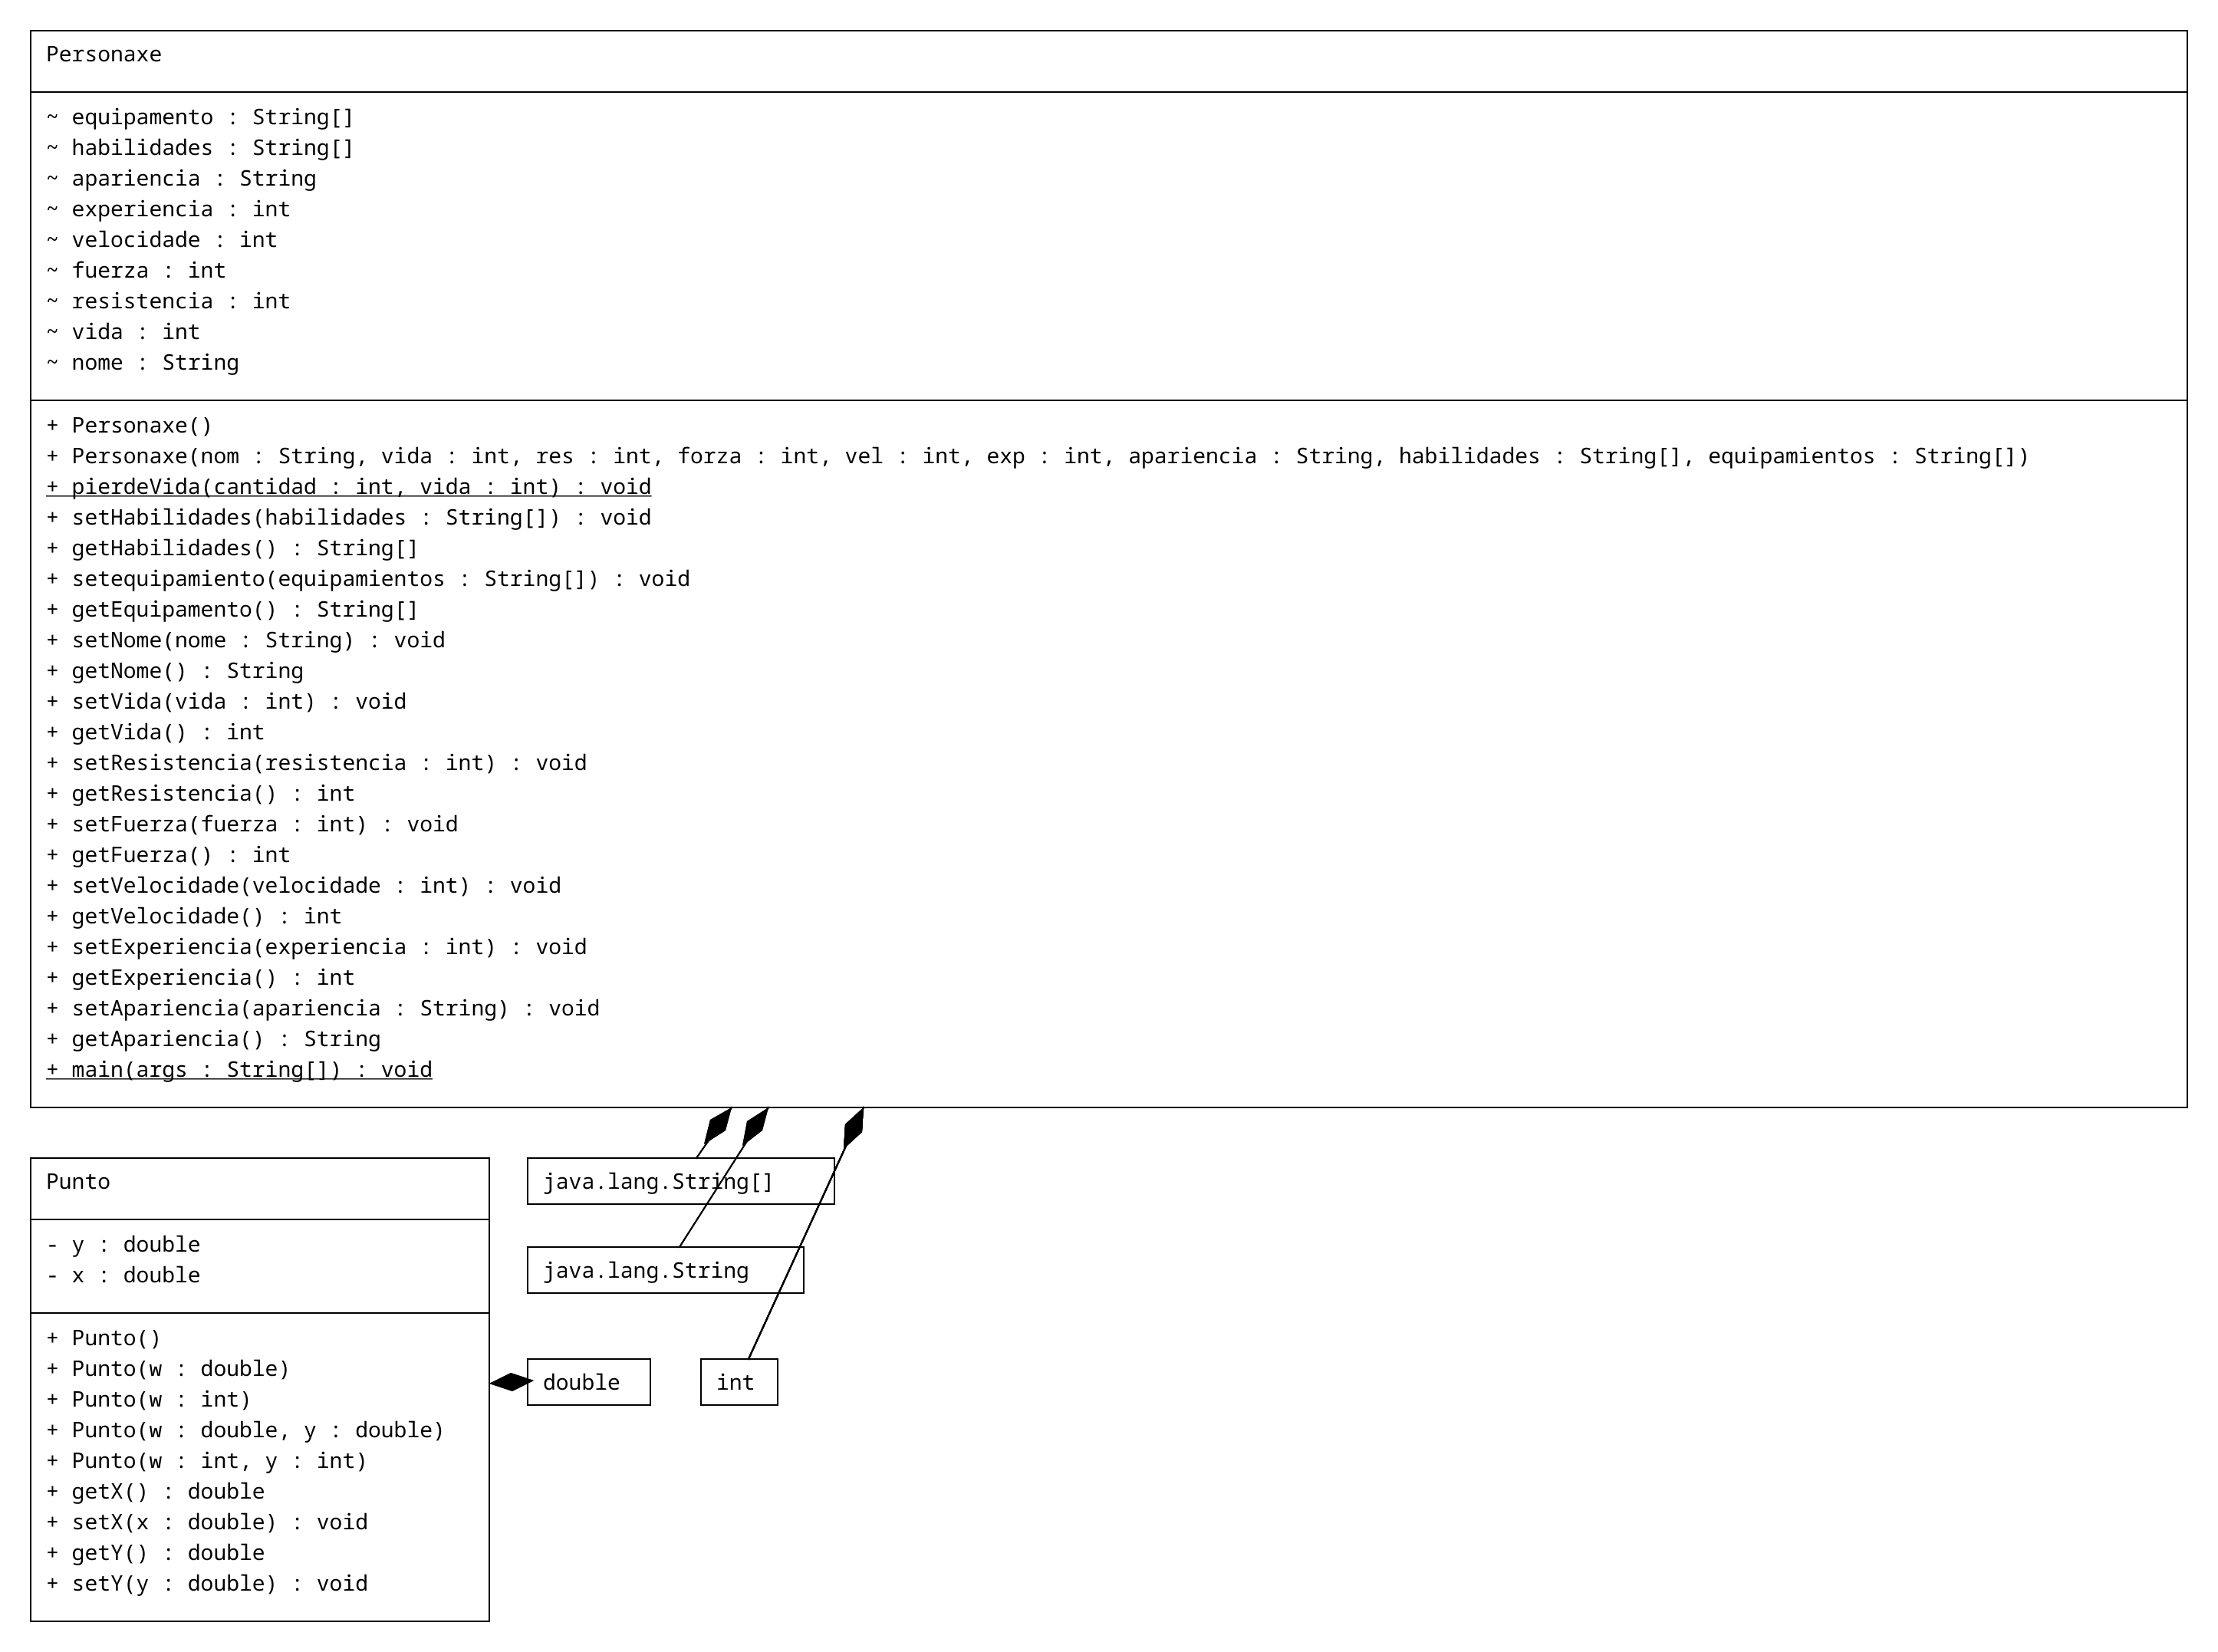 Personaxe
~ equipamento : String[]
~ habilidades : String[]
~ apariencia : String
~ experiencia : int
~ velocidade : int
~ fuerza : int
~ resistencia : int
~ vida : int
~ nome : String
+ Personaxe()
+ Personaxe(nom : String, vida : int, res : int, forza : int, vel : int, exp : int, apariencia : String, habilidades : String[], equipamientos : String[])
+ pierdeVida(cantidad : int, vida : int) : void
+ setHabilidades(habilidades : String[]) : void
+ getHabilidades() : String[]
+ setequipamiento(equipamientos : String[]) : void
+ getEquipamento() : String[]
+ setNome(nome : String) : void
+ getNome() : String
+ setVida(vida : int) : void
+ getVida() : int
+ setResistencia(resistencia : int) : void
+ getResistencia() : int
+ setFuerza(fuerza : int) : void
+ getFuerza() : int
+ setVelocidade(velocidade : int) : void
+ getVelocidade() : int
+ setExperiencia(experiencia : int) : void
+ getExperiencia() : int
+ setApariencia(apariencia : String) : void
+ getApariencia() : String
+ main(args : String[]) : void
Punto
- y : double
- x : double
+ Punto()
+ Punto(w : double)
+ Punto(w : int)
+ Punto(w : double, y : double)
+ Punto(w : int, y : int)
+ getX() : double
+ setX(x : double) : void
+ getY() : double
+ setY(y : double) : void
java.lang.String[]
java.lang.String
double
int